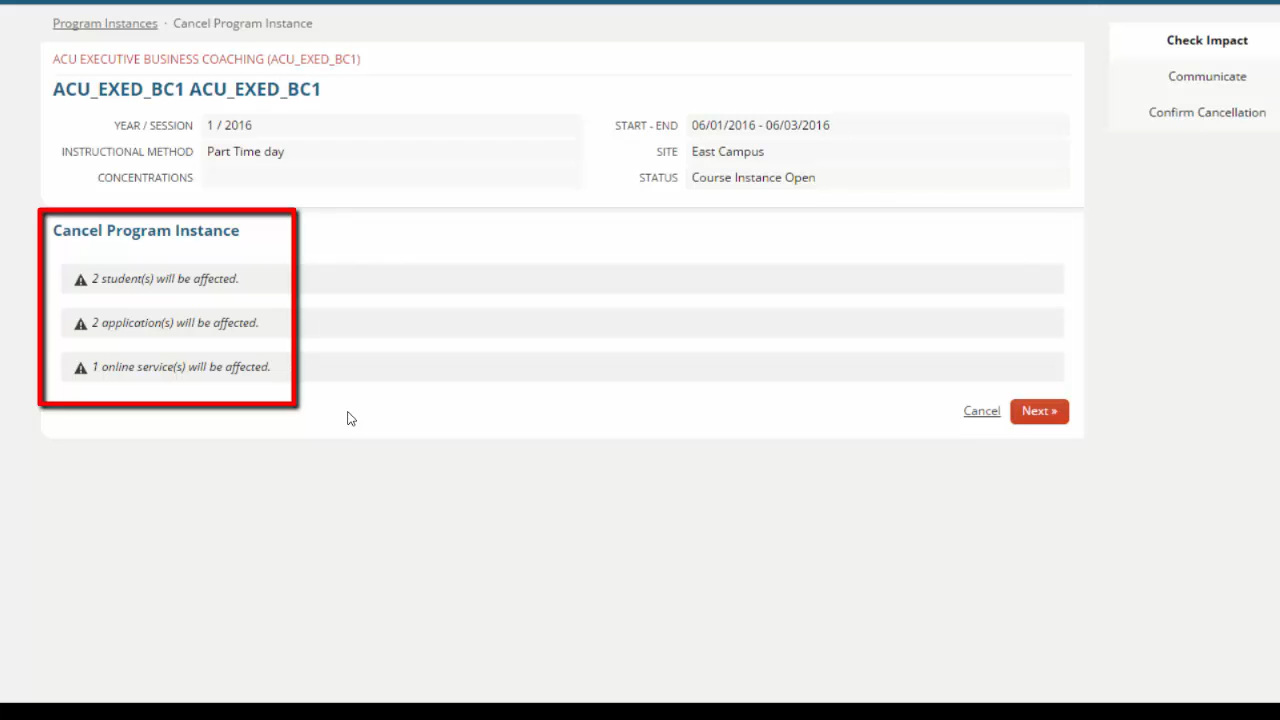 Program Instances · Cancel Program Instance
Check Impact
Communicate
Confirm Cancellation
ACU EXECUTIVE BUSINESS COACHING (ACU_EXED_BC1)
ACU_EXED_BC1 ACU_EXED_BC1
YEAR / SESSION 1 / 2016 START - END 06/01/2016 - 06/03/2016
INSTRUCTIONAL METHOD Part Time day SITE East Campus
CONCENTRATIONS STATUS Course Instance Open
Cancel Program Instance
2 student(s) will be affected.
2 application(s) will be affected.
1 online service(s) will be affected.
Cancel Next »